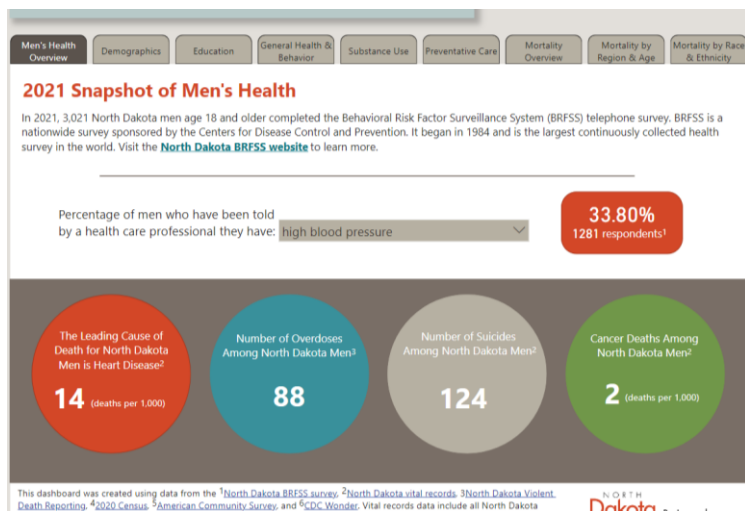 Men's Health
Overview
Demographics
Education
General Health &
Behavior
Substance Use
Preventative Care
Mortality
Overview
Mortality by
Region & Age
Mortality by Race
& Ethnicity
2021 Snapshot of Men's Health
In 2021, 3,021 North Dakota men age 18 and older completed the Behavioral Risk Factor Surveillance System (BRFSS) telephone survey. BRFSS is a
nationwide survey sponsored by the Centers for Disease Control and Prevention. It began in 1984 and is the largest continuously collected health
survey in the world. Visit the North Dakota BRFSS website to learn more.
Percentage of men who have been told
by a health care professional they have: high blood pressure
33.80%
1281 respondents¹
The Leading Cause of
Death for North Dakota
Men is Heart Disease²
14 (deaths per 1,000)
Number of Overdoses
Among North Dakota Men³
88
Number of Suicides
Among North Dakota Men²
124
Cancer Deaths Among
North Dakota Men²
2 (deaths per 1,000)
This dashboard was created using data from the ¹North Dakota BRFSS survey, ²North Dakota vital records, 3North Dakota Violent
Death Reporting, ⁴2020 Census, ⁵American Community Survey, and ⁶CDC Wonder. Vital records data include all North Dakota
NORTH
Dakota